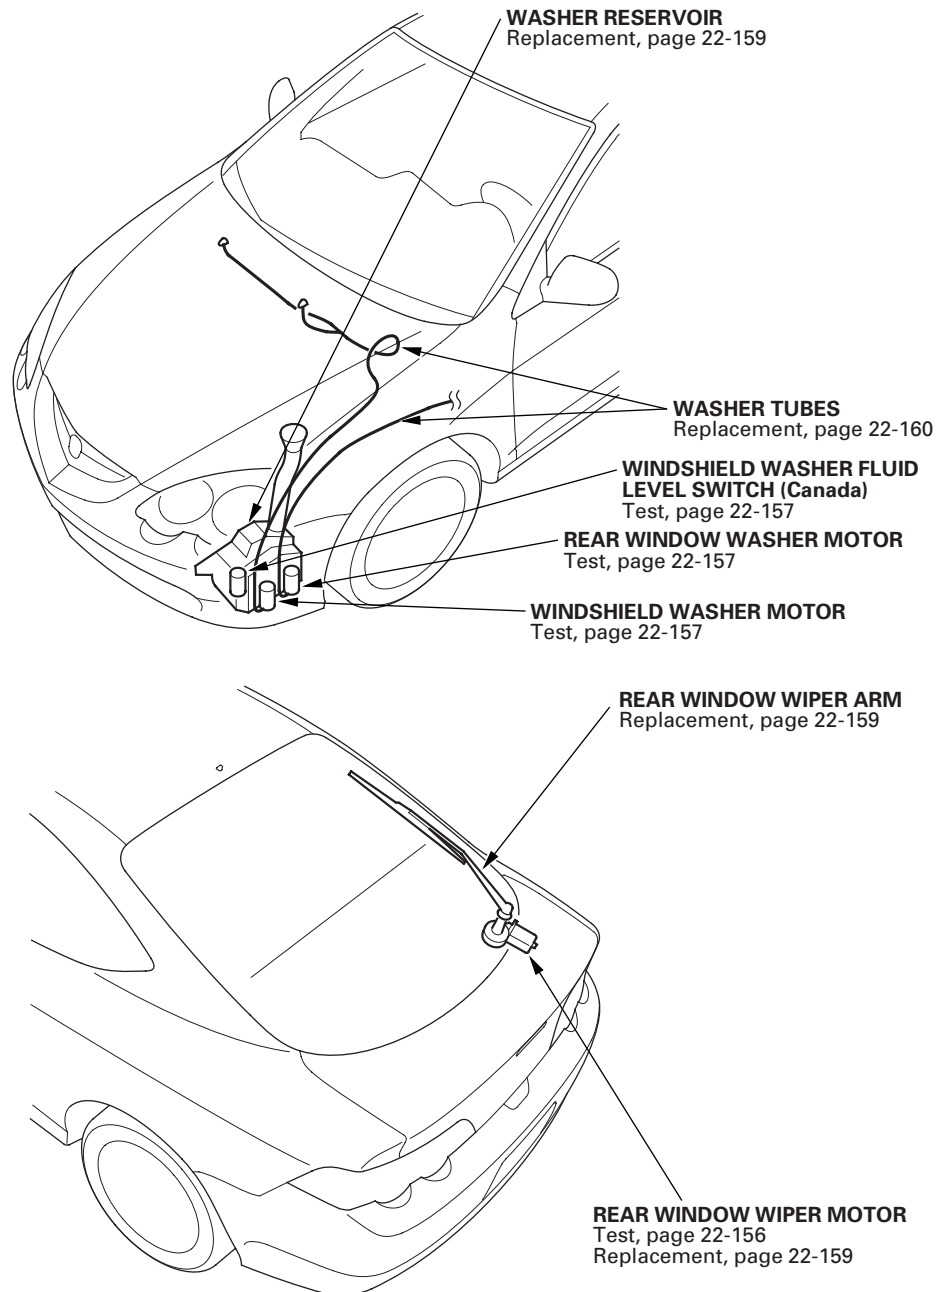 WASHER RESERVOIR
Replacement, page 22-159
WASHER TUBES
Replacement, page 22-160
WINDSHIELD WASHER FLUID
LEVEL SWITCH (Canada)
Test, page 22-157
REAR WINDOW WASHER MOTOR
Test, page 22-157
WINDSHIELD WASHER MOTOR
Test, page 22-157
REAR WINDOW WIPER ARM
Replacement, page 22-159
REAR WINDOW WIPER MOTOR
Test, page 22-156
Replacement, page 22-159